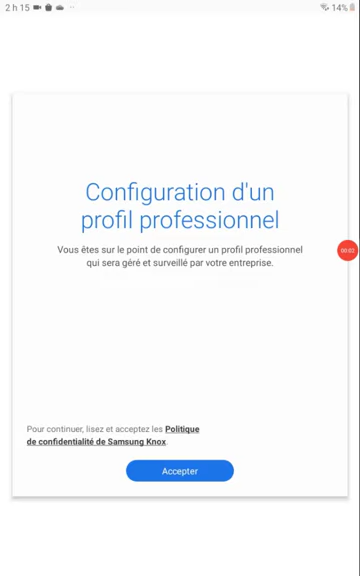 2 h 15
14%
Configuration d'un
profil professionnel
Vous êtes sur le point de configurer un profil professionnel
qui sera géré et surveillé par votre entreprise.
00:02
Pour continuer, lisez et acceptez les Politique
de confidentialité de Samsung Knox.
Accepter